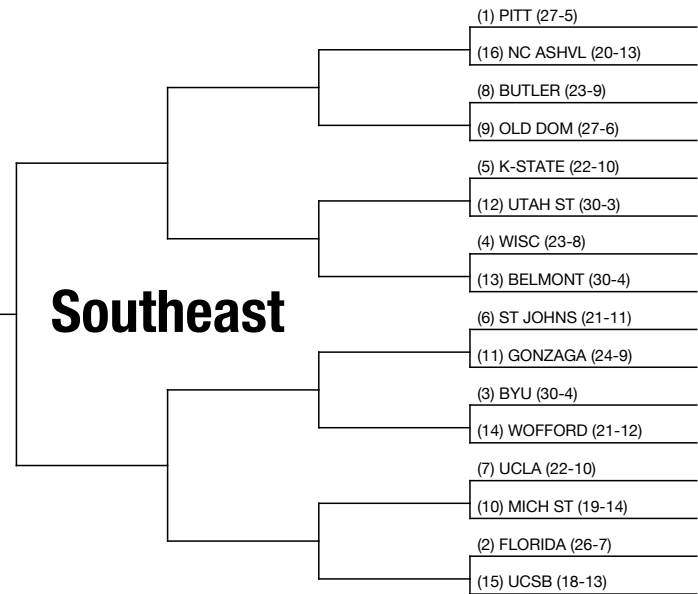 (1) PITT (27-5)
(16) NC ASHVL (20-13)
(8) BUTLER (23-9)
(9) OLD DOM (27-6)
(5) K-STATE (22-10)
(12) UTAH ST (30-3)
(4) WISC (23-8)
(13) BELMONT (30-4)
Southeast
(6) ST JOHNS (21-11)
(11) GONZAGA (24-9)
(3) BYU (30-4)
(14) WOFFORD (21-12)
(7) UCLA (22-10)
(10) MICH ST (19-14)
(2) FLORIDA (26-7)
(15) UCSB (18-13)